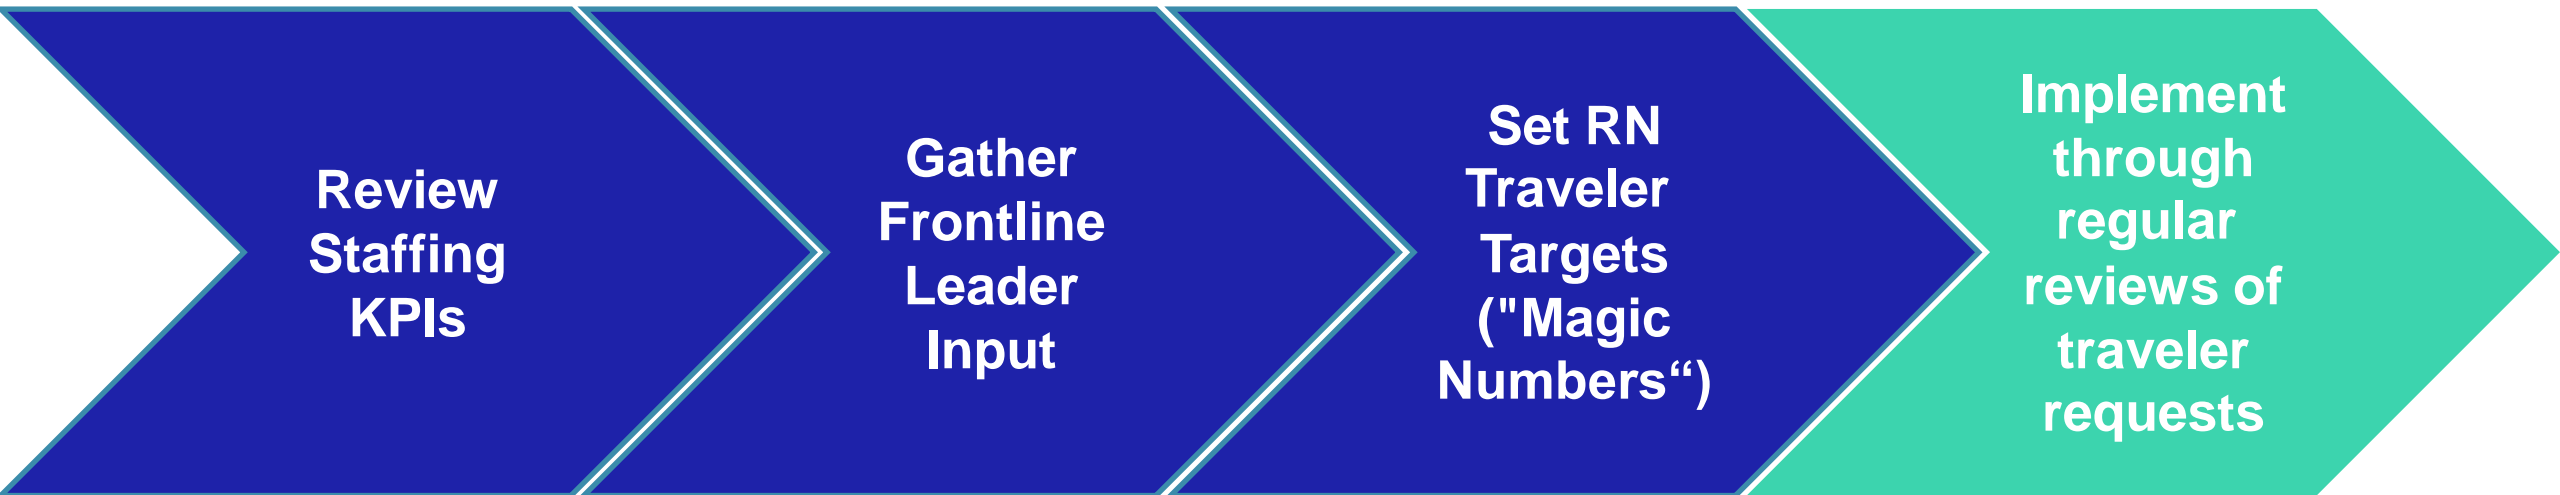 Review
Staffing
KPIs
Gather
Frontline
Leader
Input
Set RN
Traveler
Targets
("Magic
Numbers“)
Implement
through
regular
reviews of
traveler
requests